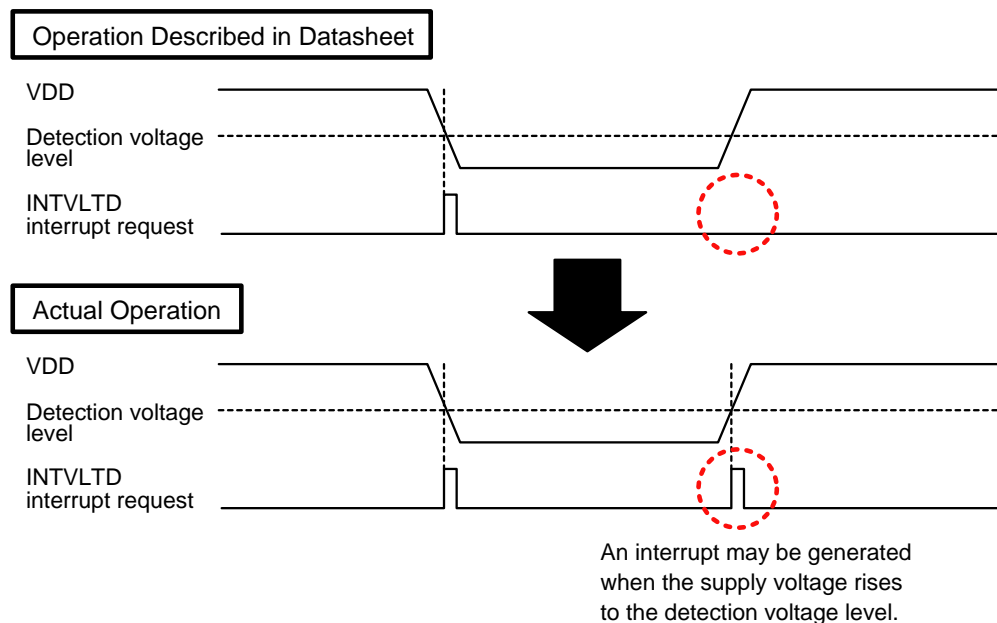 Operation Described in Datasheet
VDD
Detection voltage
level
INTVLTD
interrupt request
Actual Operation
VDD
Detection voltage
level
INTVLTD
interrupt request
An interrupt may be generated
when the supply voltage rises
to the detection voltage level.